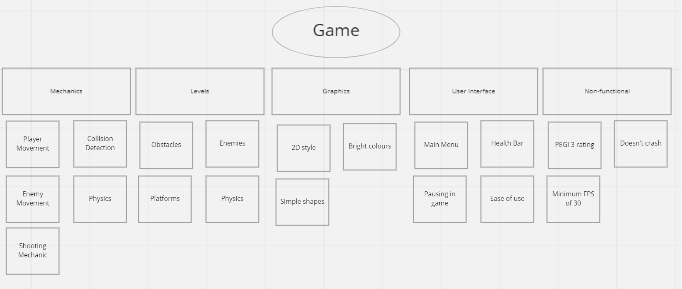 Game
Mechanics
Levels
Graphics
User Interface
Non-functional
Player
Movement
Collision
Detection
Obstacles
Enemies
2D style
Bright colours
Main Menu
Health Bar
PEGI 3 rating
Doesn't crash
Enemy
Movement
Physics
Platforms
Physics
Simple shapes
Pausing in
game
Ease of use
Minimum FPS
of 30
Shooting
Mechanic